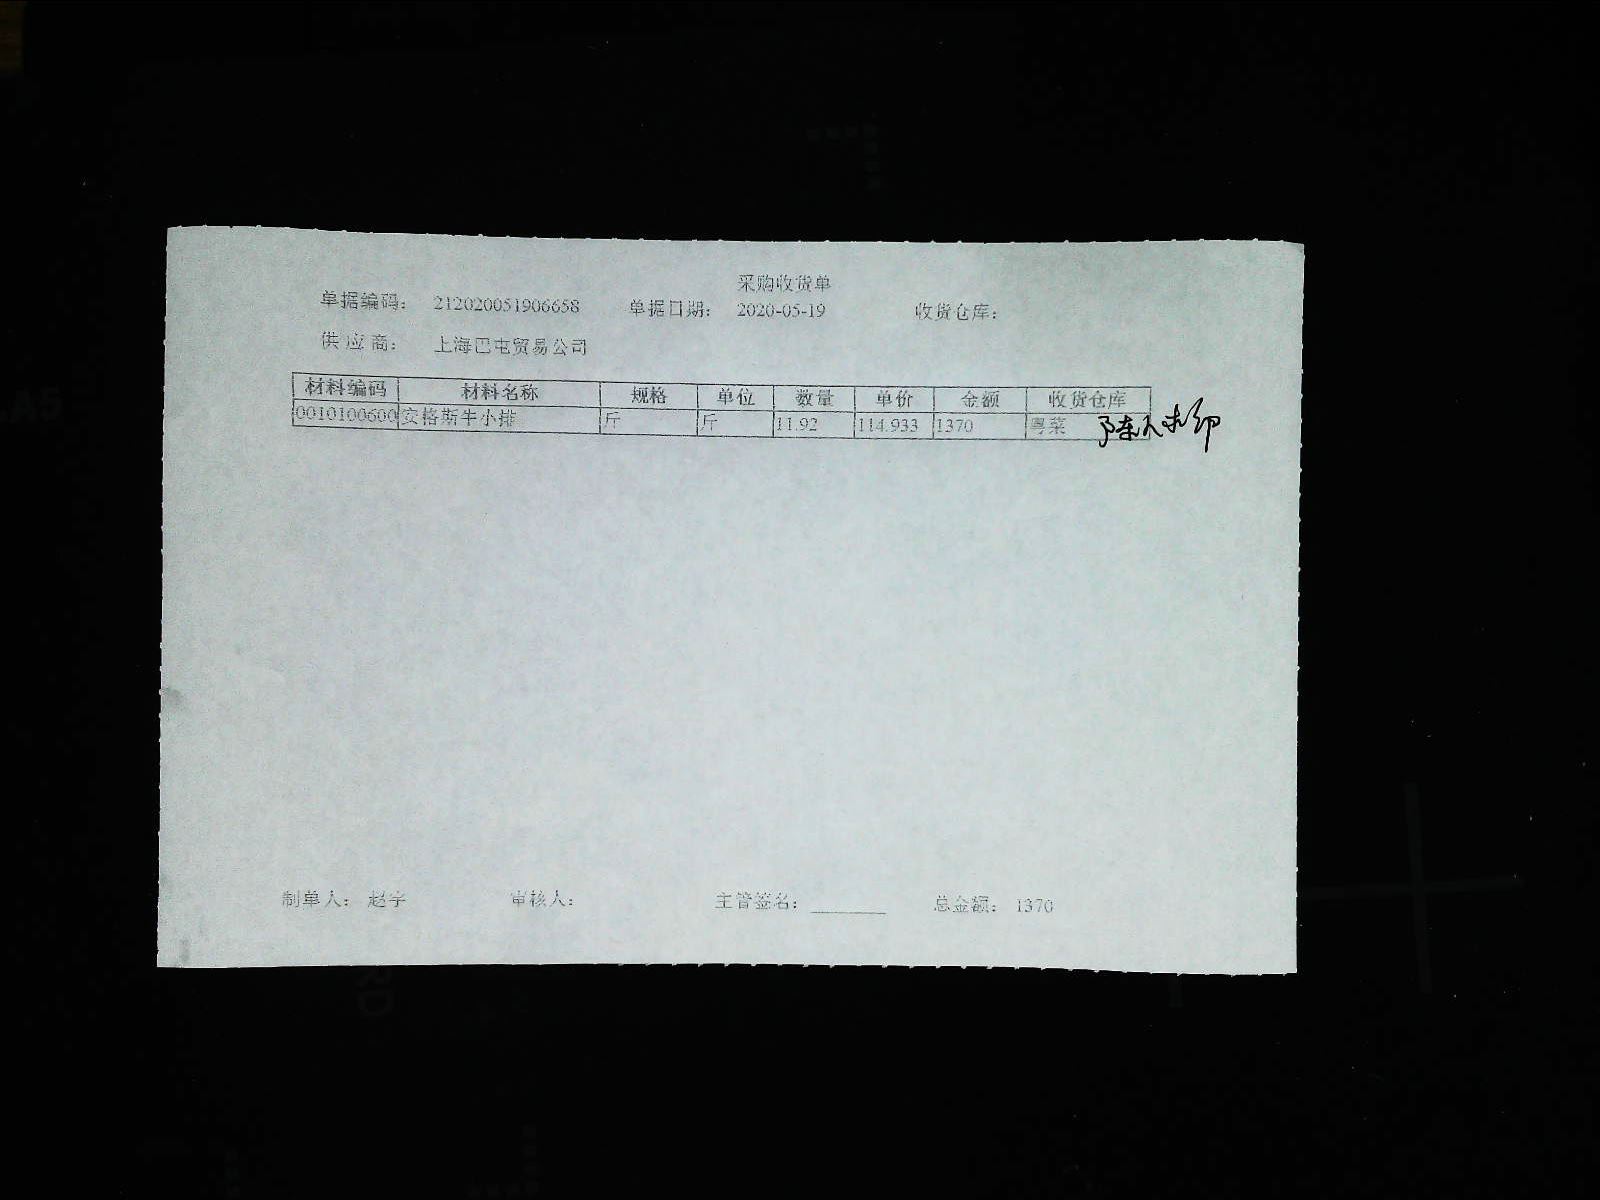 采购收货单
单据编码: 212020051906658 单据日期: 2020-05-19 收货仓库:
供应商: 上海巴屯贸易公司
材料编码 材料名称 规格 单位 数量 单价 金额 收货仓库
0010100600 安格斯牛小排 斤 斤 11.92 114.933 1370 粤菜
制单人: 赵宇 审核人: 主管签名: 总金额: 1370